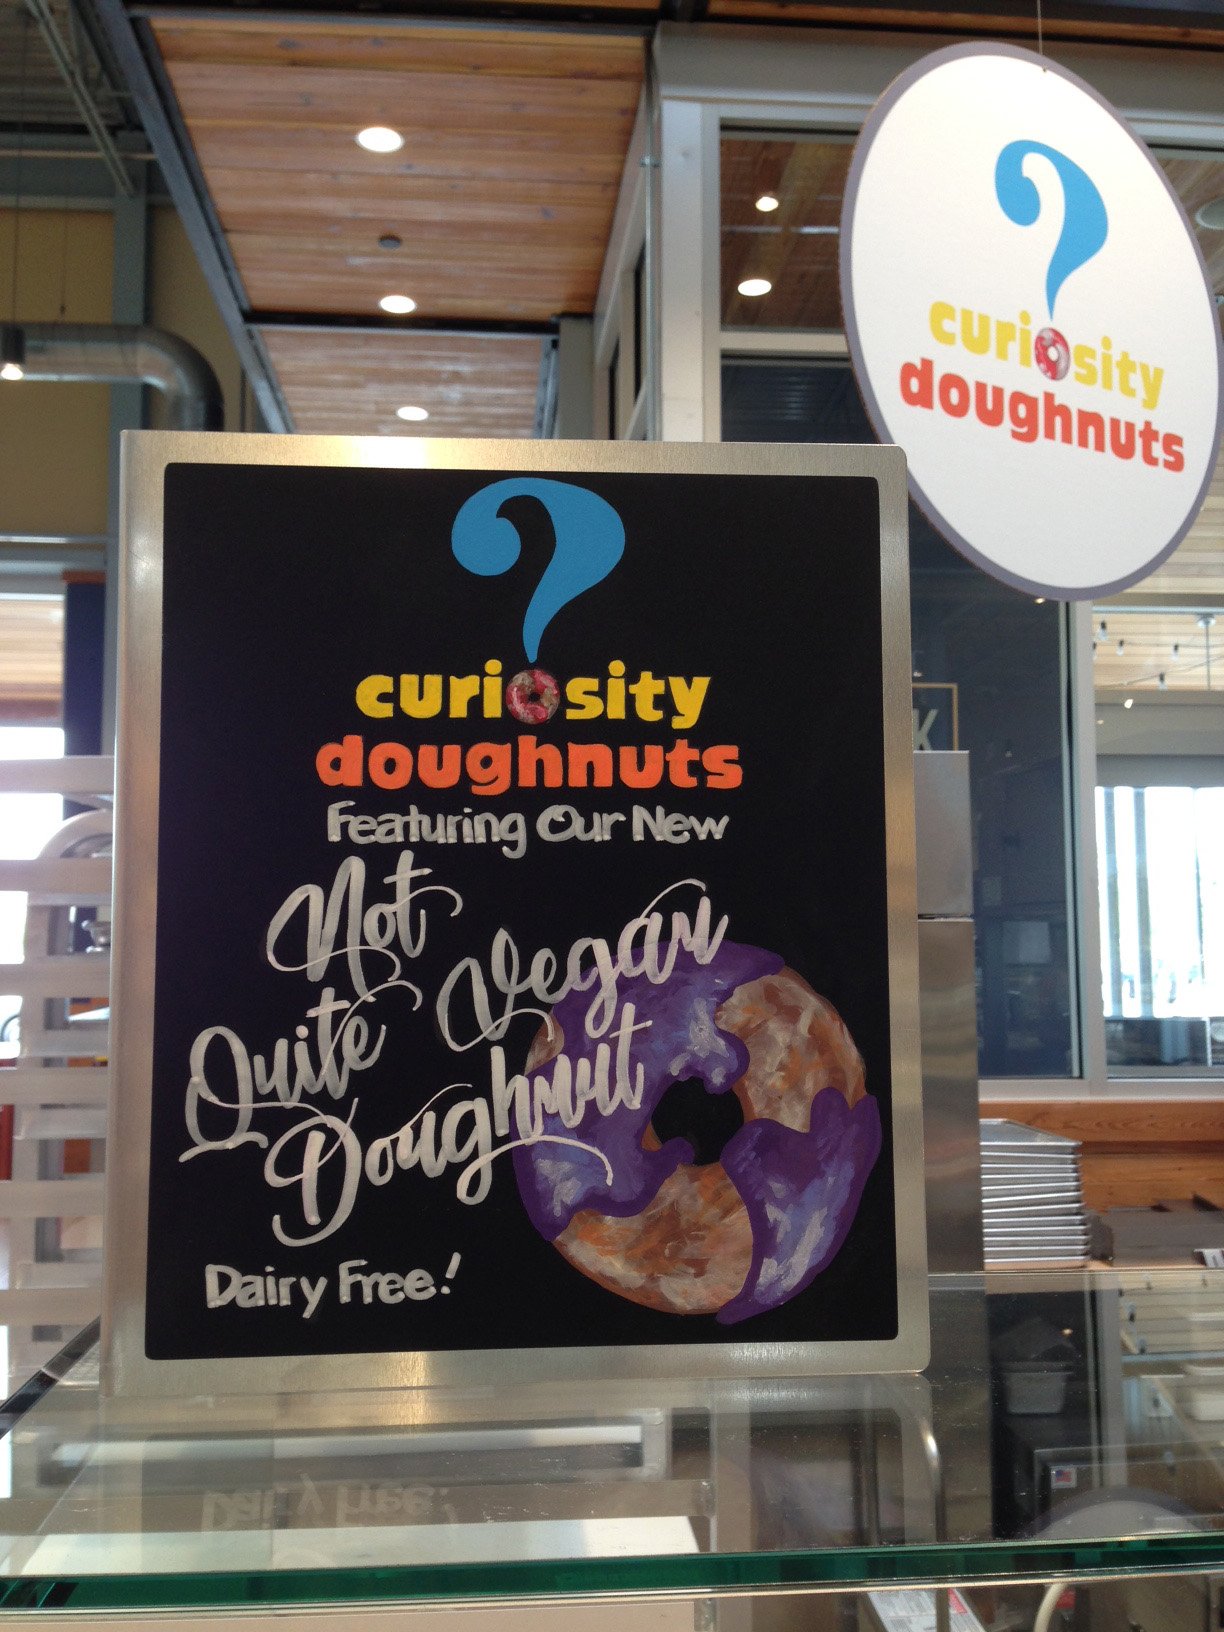 ?
curiosity
doughnuts
Featuring Our New
Not
Quite Vegan
Doughnut
Dairy Free!
?
curiosity
doughnuts
K